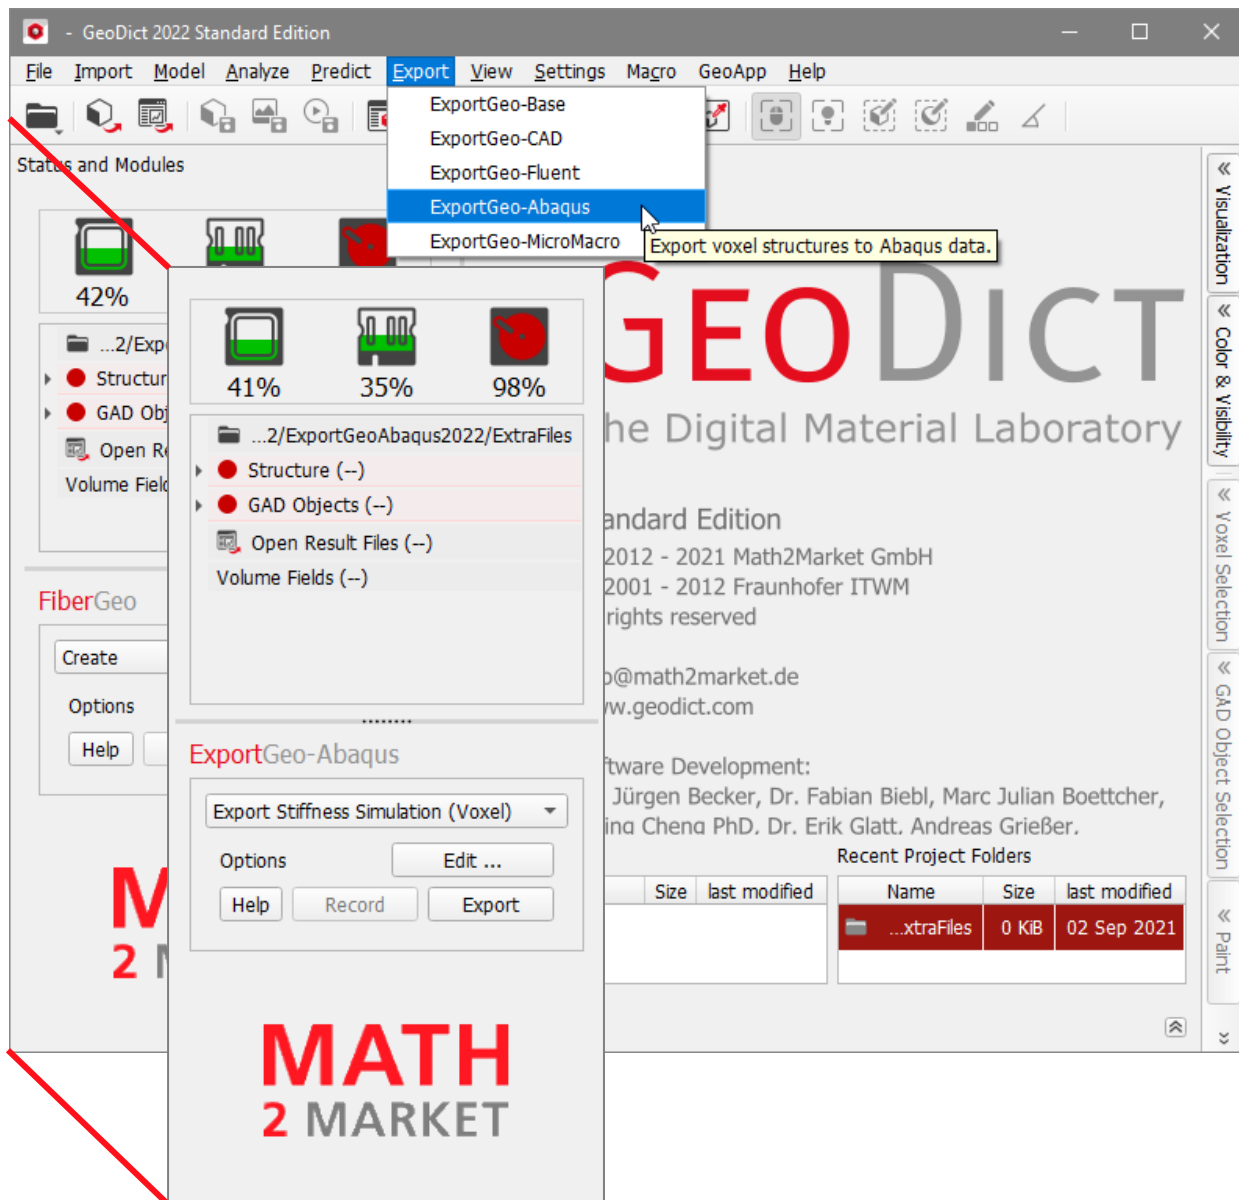 - GeoDict 2022 Standard Edition
File Import Model Analyze Predict Export View Settings Macro GeoApp Help
ExportGeo-Base
ExportGeo-CAD
ExportGeo-Fluent
ExportGeo-Abaqus
ExportGeo-MicroMacro
Export voxel structures to Abaqus data.
Status and Modules
42%
...2/Exp
Structur
GAD Obj
Open Re
Volume Field
FiberGeo
Create
Options
Help
M
2 M
41% 35% 98%
...2/ExportGeoAbaqus2022/ExtraFiles
Structure (--)
GAD Objects (--)
Open Result Files (--)
Volume Fields (--)
ExportGeo-Abaqus
Export Stiffness Simulation (Voxel)
Options Edit ...
Help Record Export
MATH
2 MARKET
GEODICT
he Digital Material Laboratory
andard Edition
2012 - 2021 Math2Market GmbH
2001 - 2012 Fraunhofer ITWM
rights reserved
o@math2market.de
w.geodict.com
ftware Development:
Jürgen Becker, Dr. Fabian Biebl, Marc Julian Boettcher,
ing Cheng PhD, Dr. Erik Glatt, Andreas Grießer,
Recent Project Folders
Size last modified
Name Size last modified
...xtraFiles 0 KiB 02 Sep 2021
Visualization
Color & Visibility
Voxel Selection
GAD Object Selection
Paint